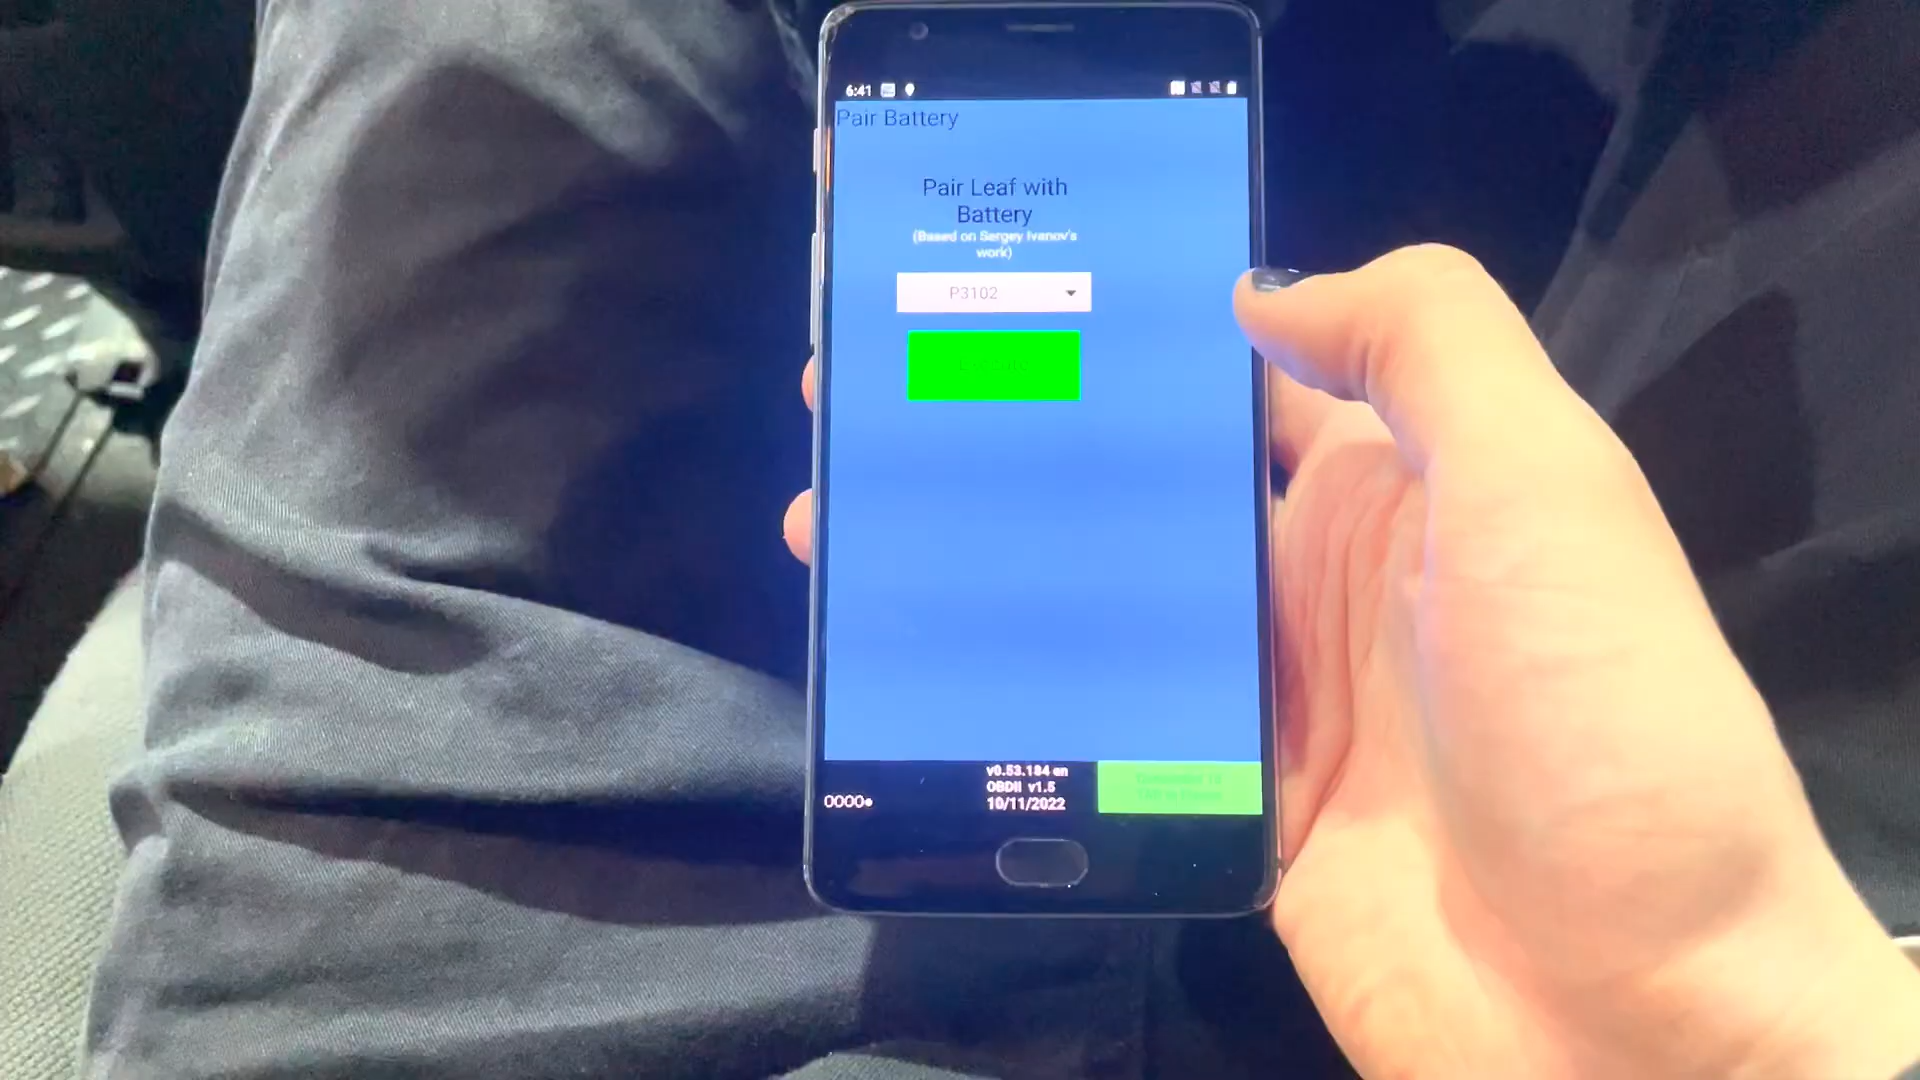 6:41
Pair Battery
Pair Leaf with
Battery
(Based on Sergey Ivanov's
work)
P3102
Execute
v0.53.184 en
OBDII v1.5
10/11/2022